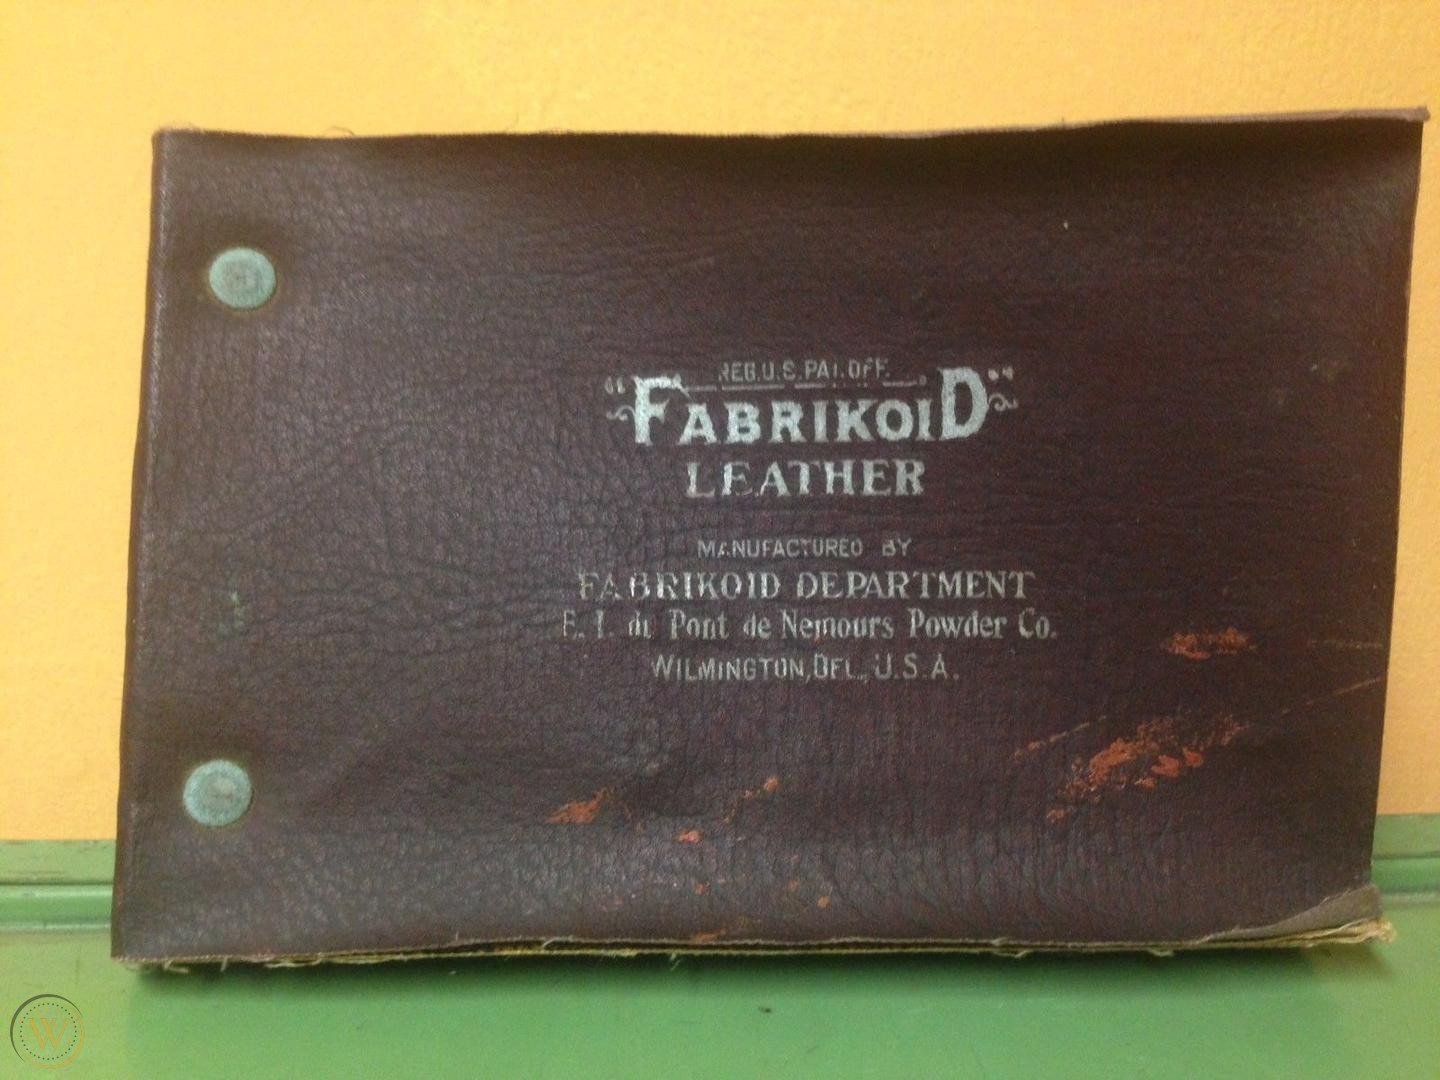 REG.U.S.PAT.OFF.
"FABRIKOID"
LEATHER
MANUFACTURED BY
FABRIKOID DEPARTMENT
E. I. du Pont de Nemours Powder Co.
WILMINGTON, DEL., U.S.A.
W